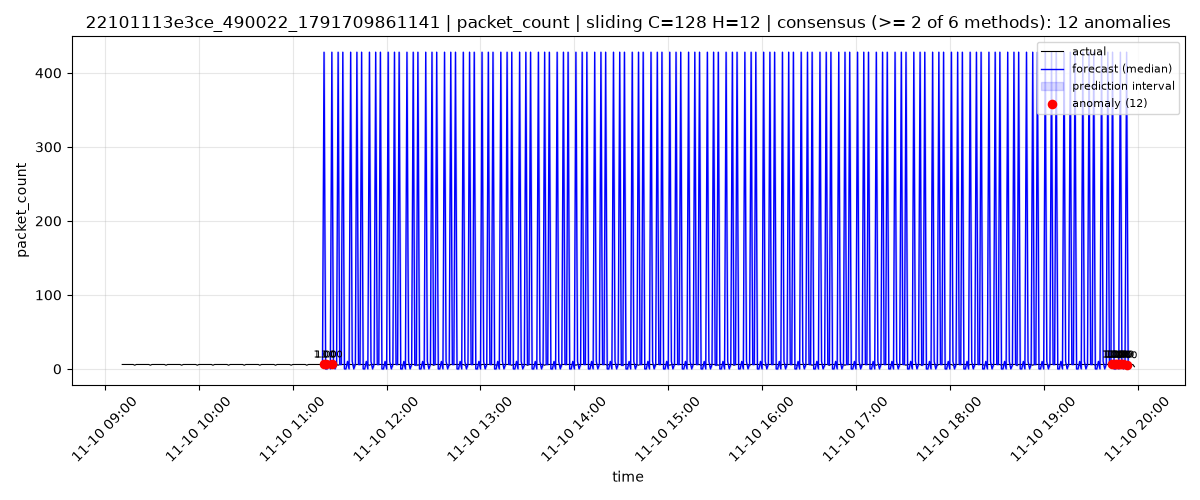 22101113e3ce_490022_1791709861141 | packet_count | sliding C=128 H=12 | consensus (>= 2 of 6 methods): 12 anomalies
actual
forecast (median)
prediction interval
anomaly (12)
packet_count
400
300
200
100
0
11-10 09:00
11-10 10:00
11-10 11:00
11-10 12:00
11-10 13:00
11-10 14:00
11-10 15:00
11-10 16:00
11-10 17:00
11-10 18:00
11-10 19:00
11-10 20:00
time